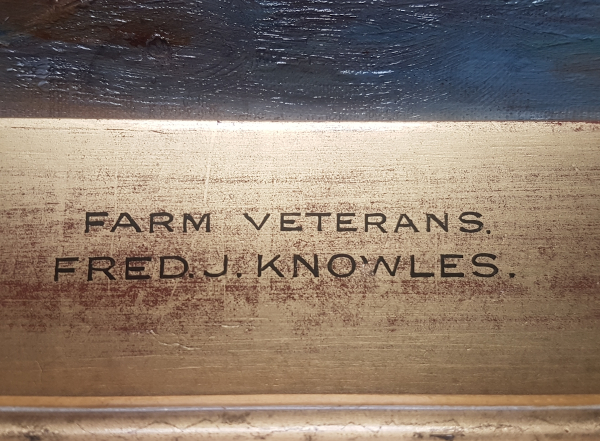 FARM VETERANS.
FRED.J. KNOWLES.